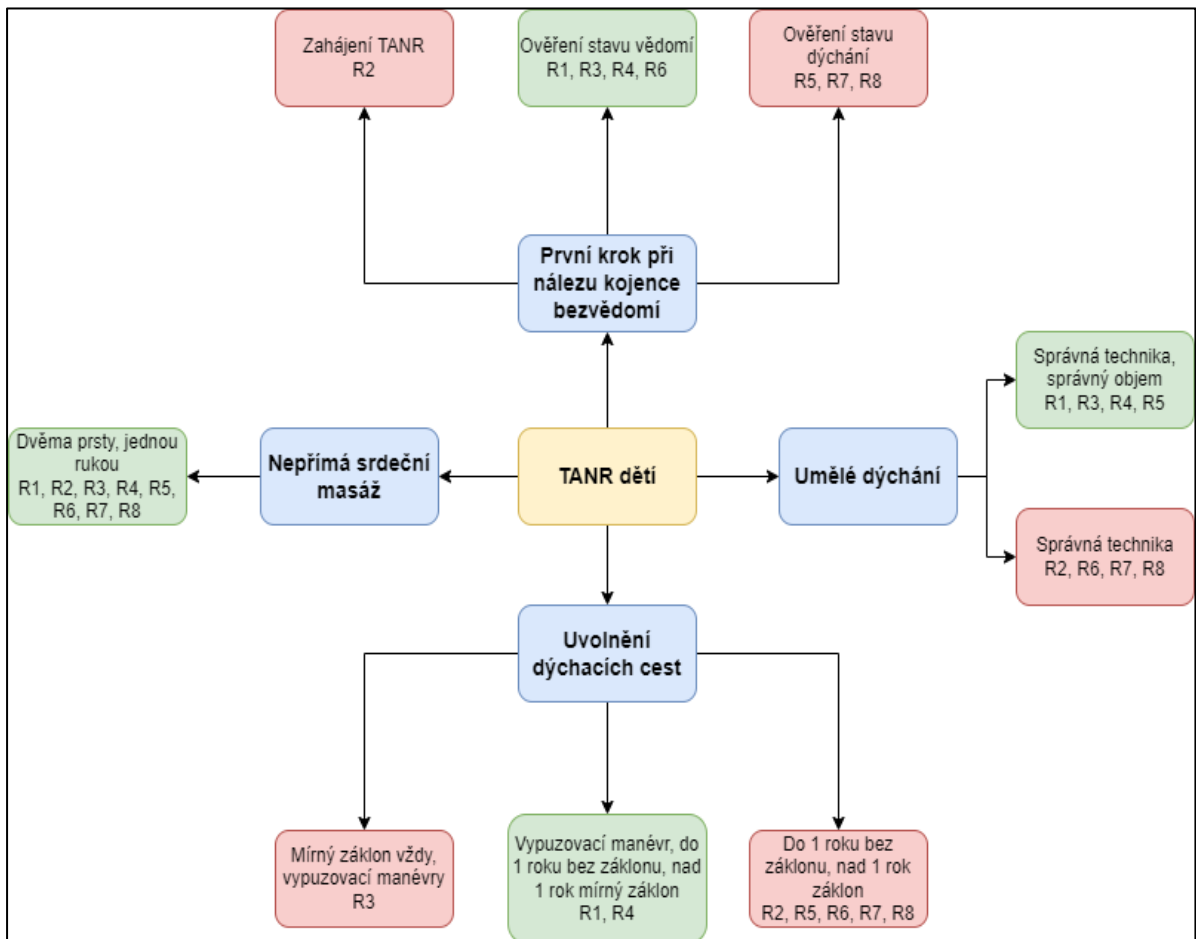 Zahájení TANR
R2
Ověření stavu vědomí
R1, R3, R4, R6
Ověření stavu
dýchání
R5, R7, R8
První krok při
nálezu kojence
bezvědomí
Správná technika,
správný objem
R1, R3, R4, R5
Dvěma prsty, jednou
rukou
R1, R2, R3, R4, R5,
R6, R7, R8
Nepřímá srdeční
masáž
TANR dětí
Umělé dýchání
Správná technika
R2, R6, R7, R8
Uvolnění
dýchacích cest
Mírný záklon vždy,
vypuzovací manévry
R3
Vypuzovací manévr, do
1 roku bez záklonu, nad
1 rok mírný záklon
R1, R4
Do 1 roku bez
záklonu, nad 1 rok
záklon
R2, R5, R6, R7, R8